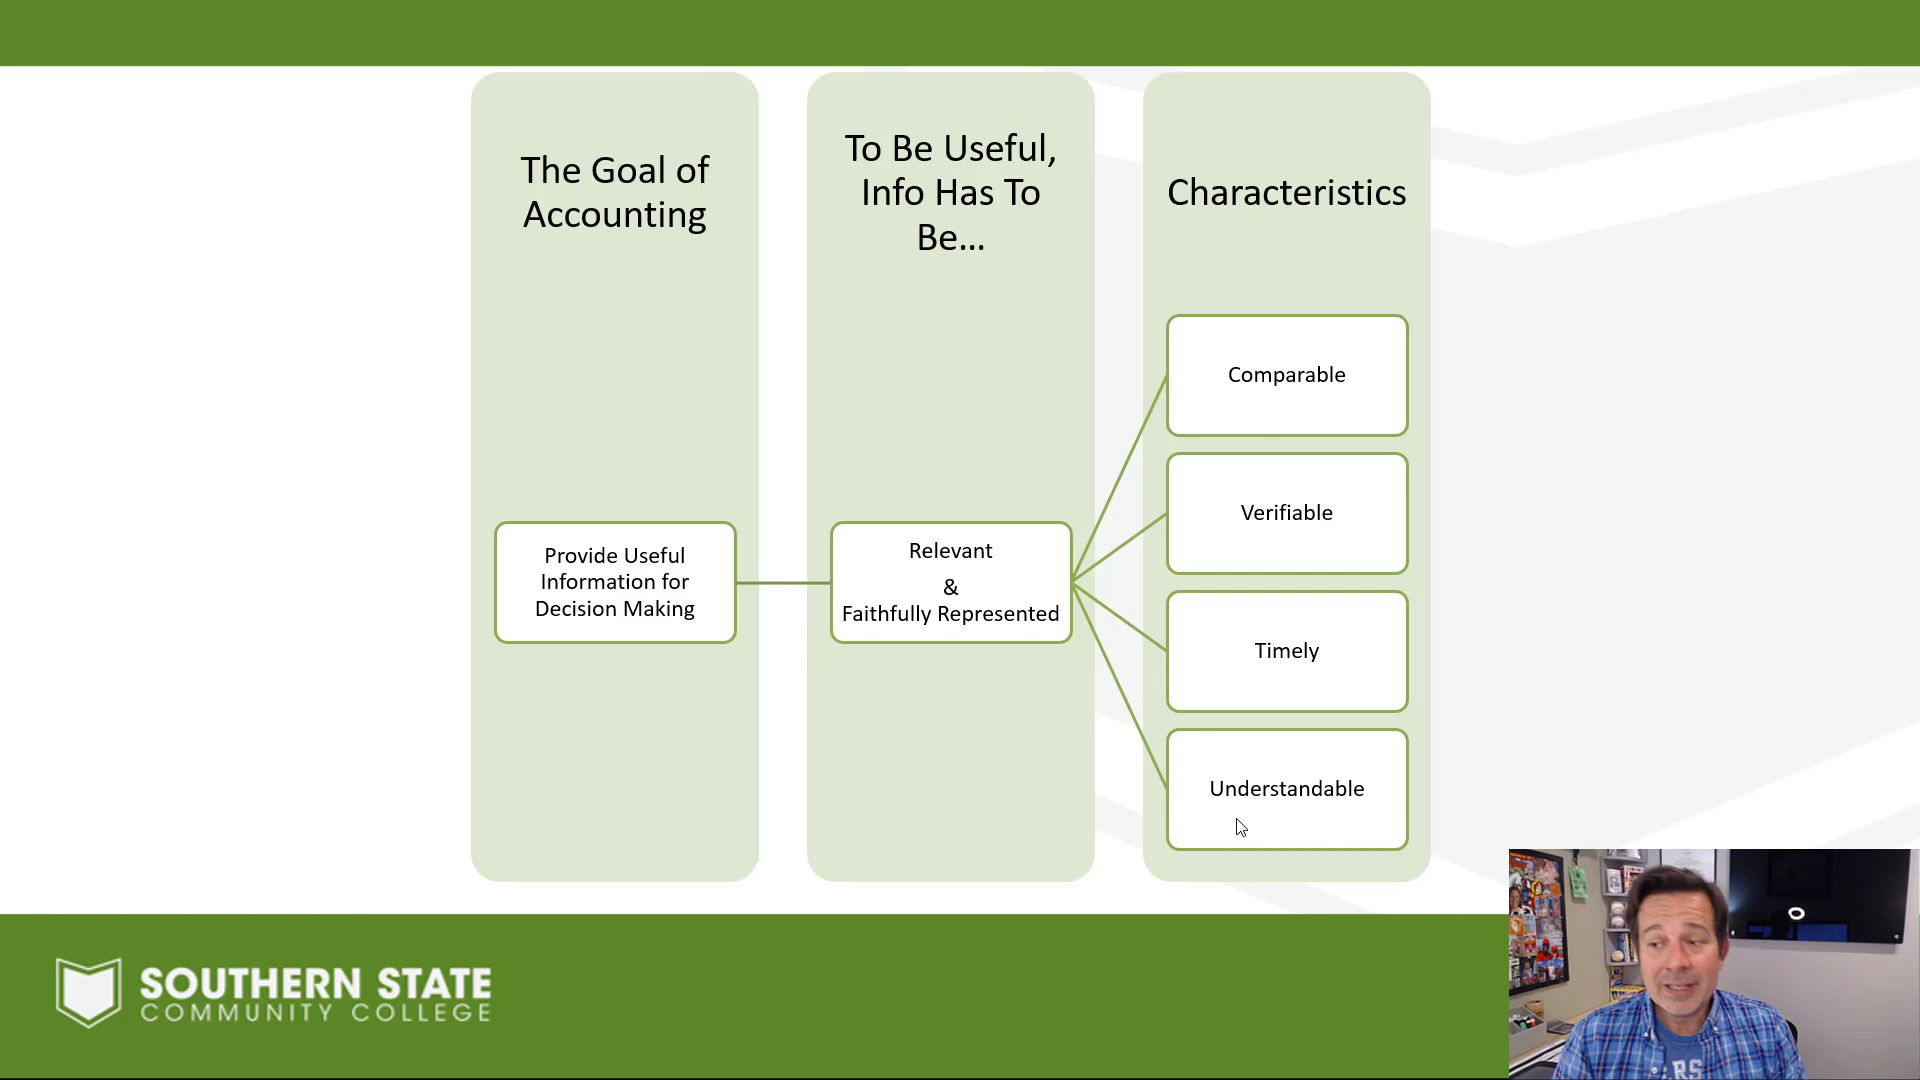 The Goal of
Accounting
Provide Useful
Information for
Decision Making
To Be Useful,
Info Has To
Be...
Relevant
&
Faithfully Represented
Characteristics
Comparable
Verifiable
Timely
Understandable
SOUTHERN STATE
COMMUNITY COLLEGE